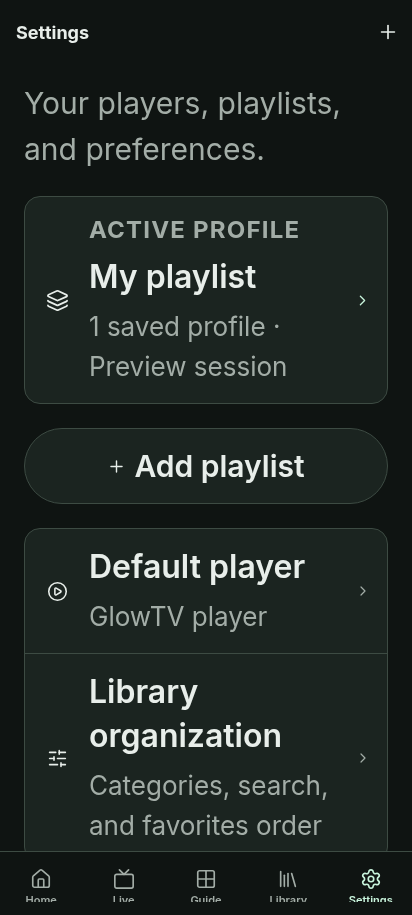 Settings
Your players, playlists,
and preferences.
ACTIVE PROFILE
My playlist
1 saved profile ·
Preview session
+ Add playlist
Default player
GlowTV player
Library
organization
Categories, search,
and favorites order
Home Live Guide Library Settings